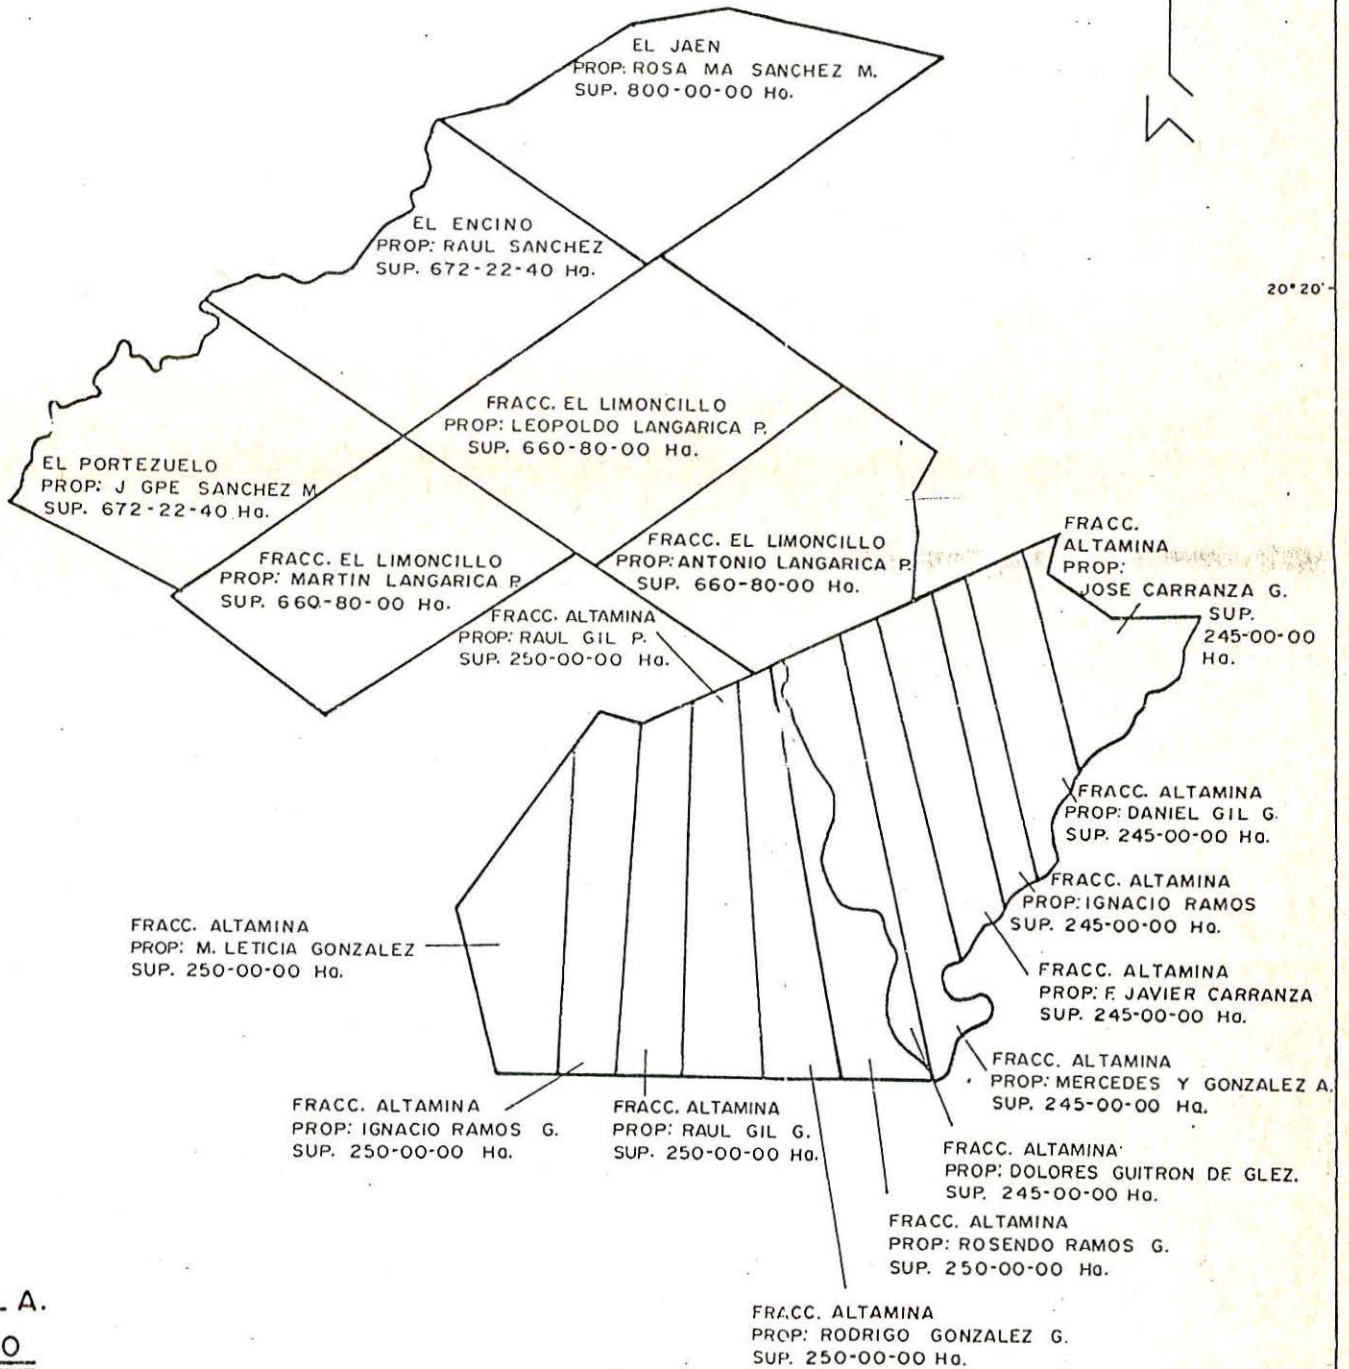 EL JAEN
PROP: ROSA MA SANCHEZ M.
SUP. 800-00-00 Ha.
EL ENCINO
PROP: RAUL SANCHEZ
SUP. 672-22-40 Ha.
20°20'
FRACC. EL LIMONCILLO
PROP: LEOPOLDO LANGARICA P.
SUP. 660-80-00 Ha.
EL PORTEZUELO
PROP: J GPE SANCHEZ M
SUP. 672-22-40 Ha.
FRACC. EL LIMONCILLO
PROP: MARTIN LANGARICA P.
SUP. 660-80-00 Ha.
FRACC. EL LIMONCILLO
PROP: ANTONIO LANGARICA P.
SUP. 660-80-00 Ha.
FRACC.
ALTAMINA
PROP:
JOSE CARRANZA G.
SUP.
245-00-00
Ha.
FRACC. ALTAMINA
PROP: RAUL GIL P.
SUP. 250-00-00 Ha.
FRACC. ALTAMINA
PROP: DANIEL GIL G.
SUP. 245-00-00 Ha.
FRACC. ALTAMINA
PROP: IGNACIO RAMOS
SUP. 245-00-00 Ha.
FRACC. ALTAMINA
PROP: M. LETICIA GONZALEZ
SUP. 250-00-00 Ha.
FRACC. ALTAMINA
PROP: F. JAVIER CARRANZA
SUP. 245-00-00 Ha.
FRACC. ALTAMINA
PROP: MERCEDES Y GONZALEZ A.
SUP. 245-00-00 Ha.
FRACC. ALTAMINA
PROP: IGNACIO RAMOS G.
SUP. 250-00-00 Ha.
FRACC. ALTAMINA
PROP: RAUL GIL G.
SUP. 250-00-00 Ha.
FRACC. ALTAMINA
PROP: DOLORES GUITRON DE GLEZ.
SUP. 245-00-00 Ha.
FRACC. ALTAMINA
PROP: ROSENDO RAMOS G.
SUP. 250-00-00 Ha.
FRACC. ALTAMINA
PROP: RODRIGO GONZALEZ G.
SUP. 250-00-00 Ha.
L A.
O